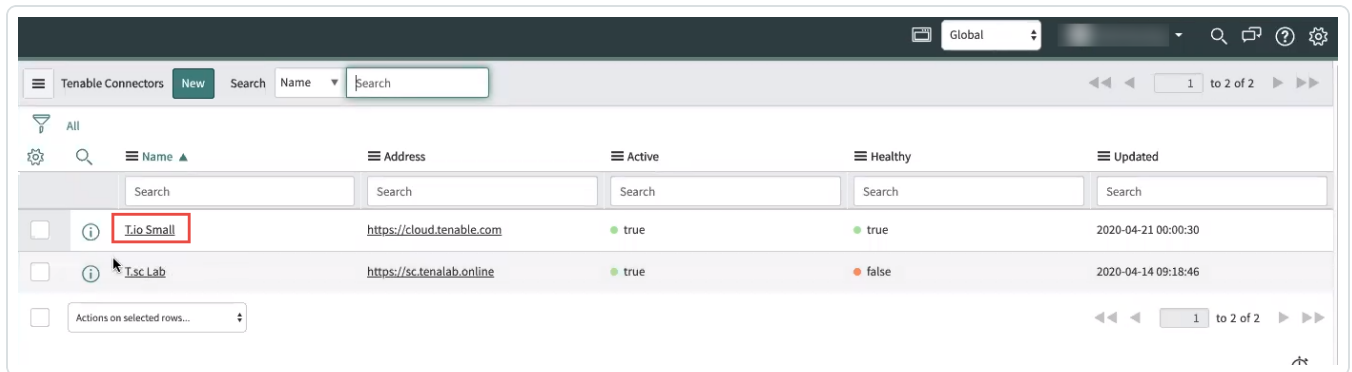 Global
Tenable Connectors New Search Name Search 1 to 2 of 2
All
Name Address Active Healthy Updated
Search Search Search Search Search
T.io Small https://cloud.tenable.com true true 2020-04-21 00:00:30
T.sc Lab https://sc.tenalab.online true false 2020-04-14 09:18:46
Actions on selected rows... 1 to 2 of 2